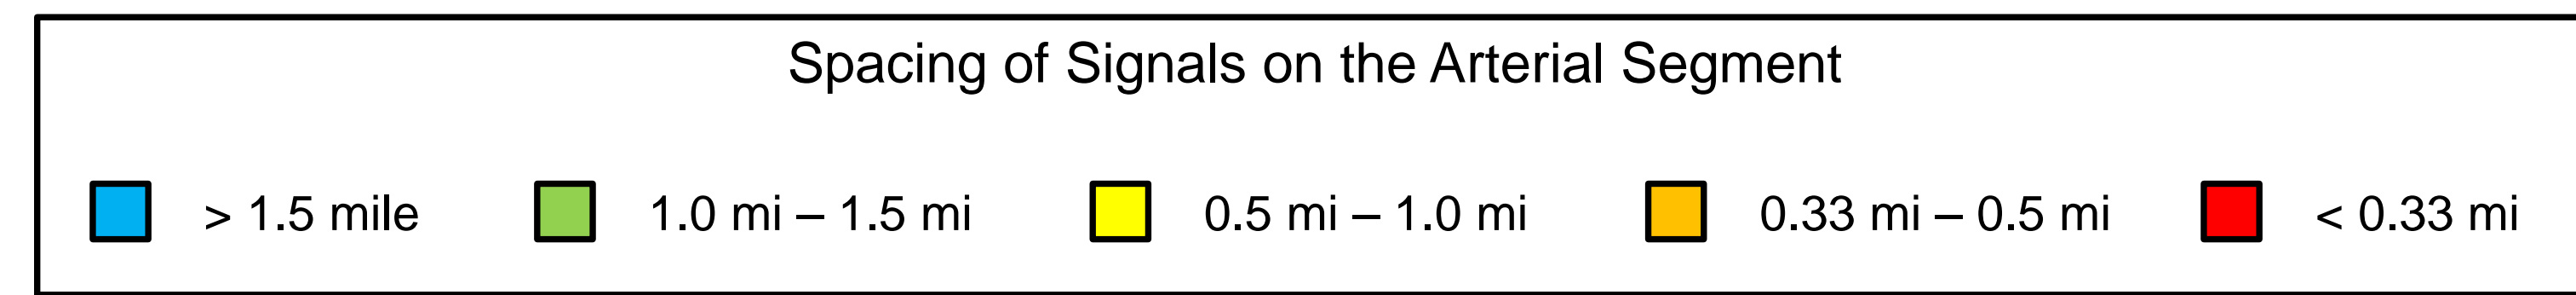 Spacing of Signals on the Arterial Segment
> 1.5 mile 1.0 mi – 1.5 mi 0.5 mi – 1.0 mi 0.33 mi – 0.5 mi < 0.33 mi